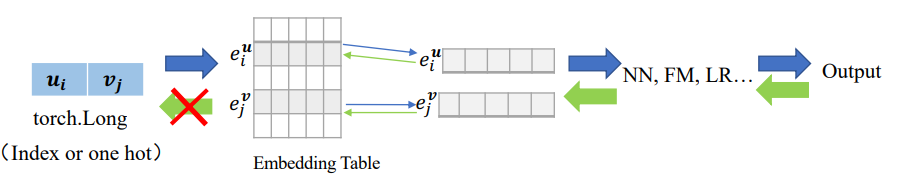 u_i v_j
torch.Long
（Index or one hot）
e_i^u
e_j^v
Embedding Table
e_i^u
e_j^v
NN, FM, LR…
Output